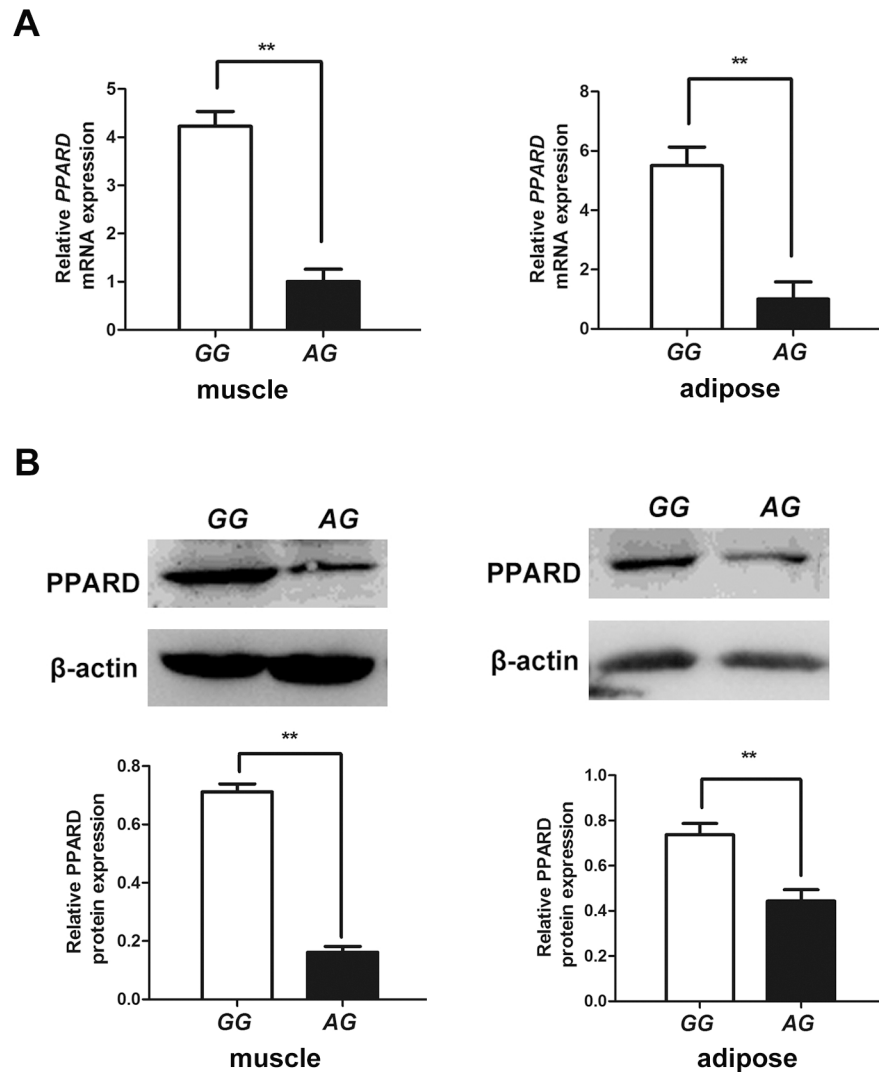 A
**
**
Relative PPARD
mRNA expression
5
4
3
2
1
0
GG
AG
muscle
Relative PPARD
mRNA expression
8
6
4
2
0
GG
AG
adipose
B
GG
AG
PPARD
β-actin
GG
AG
PPARD
β-actin
**
Relative PPARD
protein expression
0.8
0.6
0.4
0.2
0.0
GG
AG
muscle
**
Relative PPARD
protein expression
1.0
0.8
0.6
0.4
0.2
0.0
GG
AG
adipose